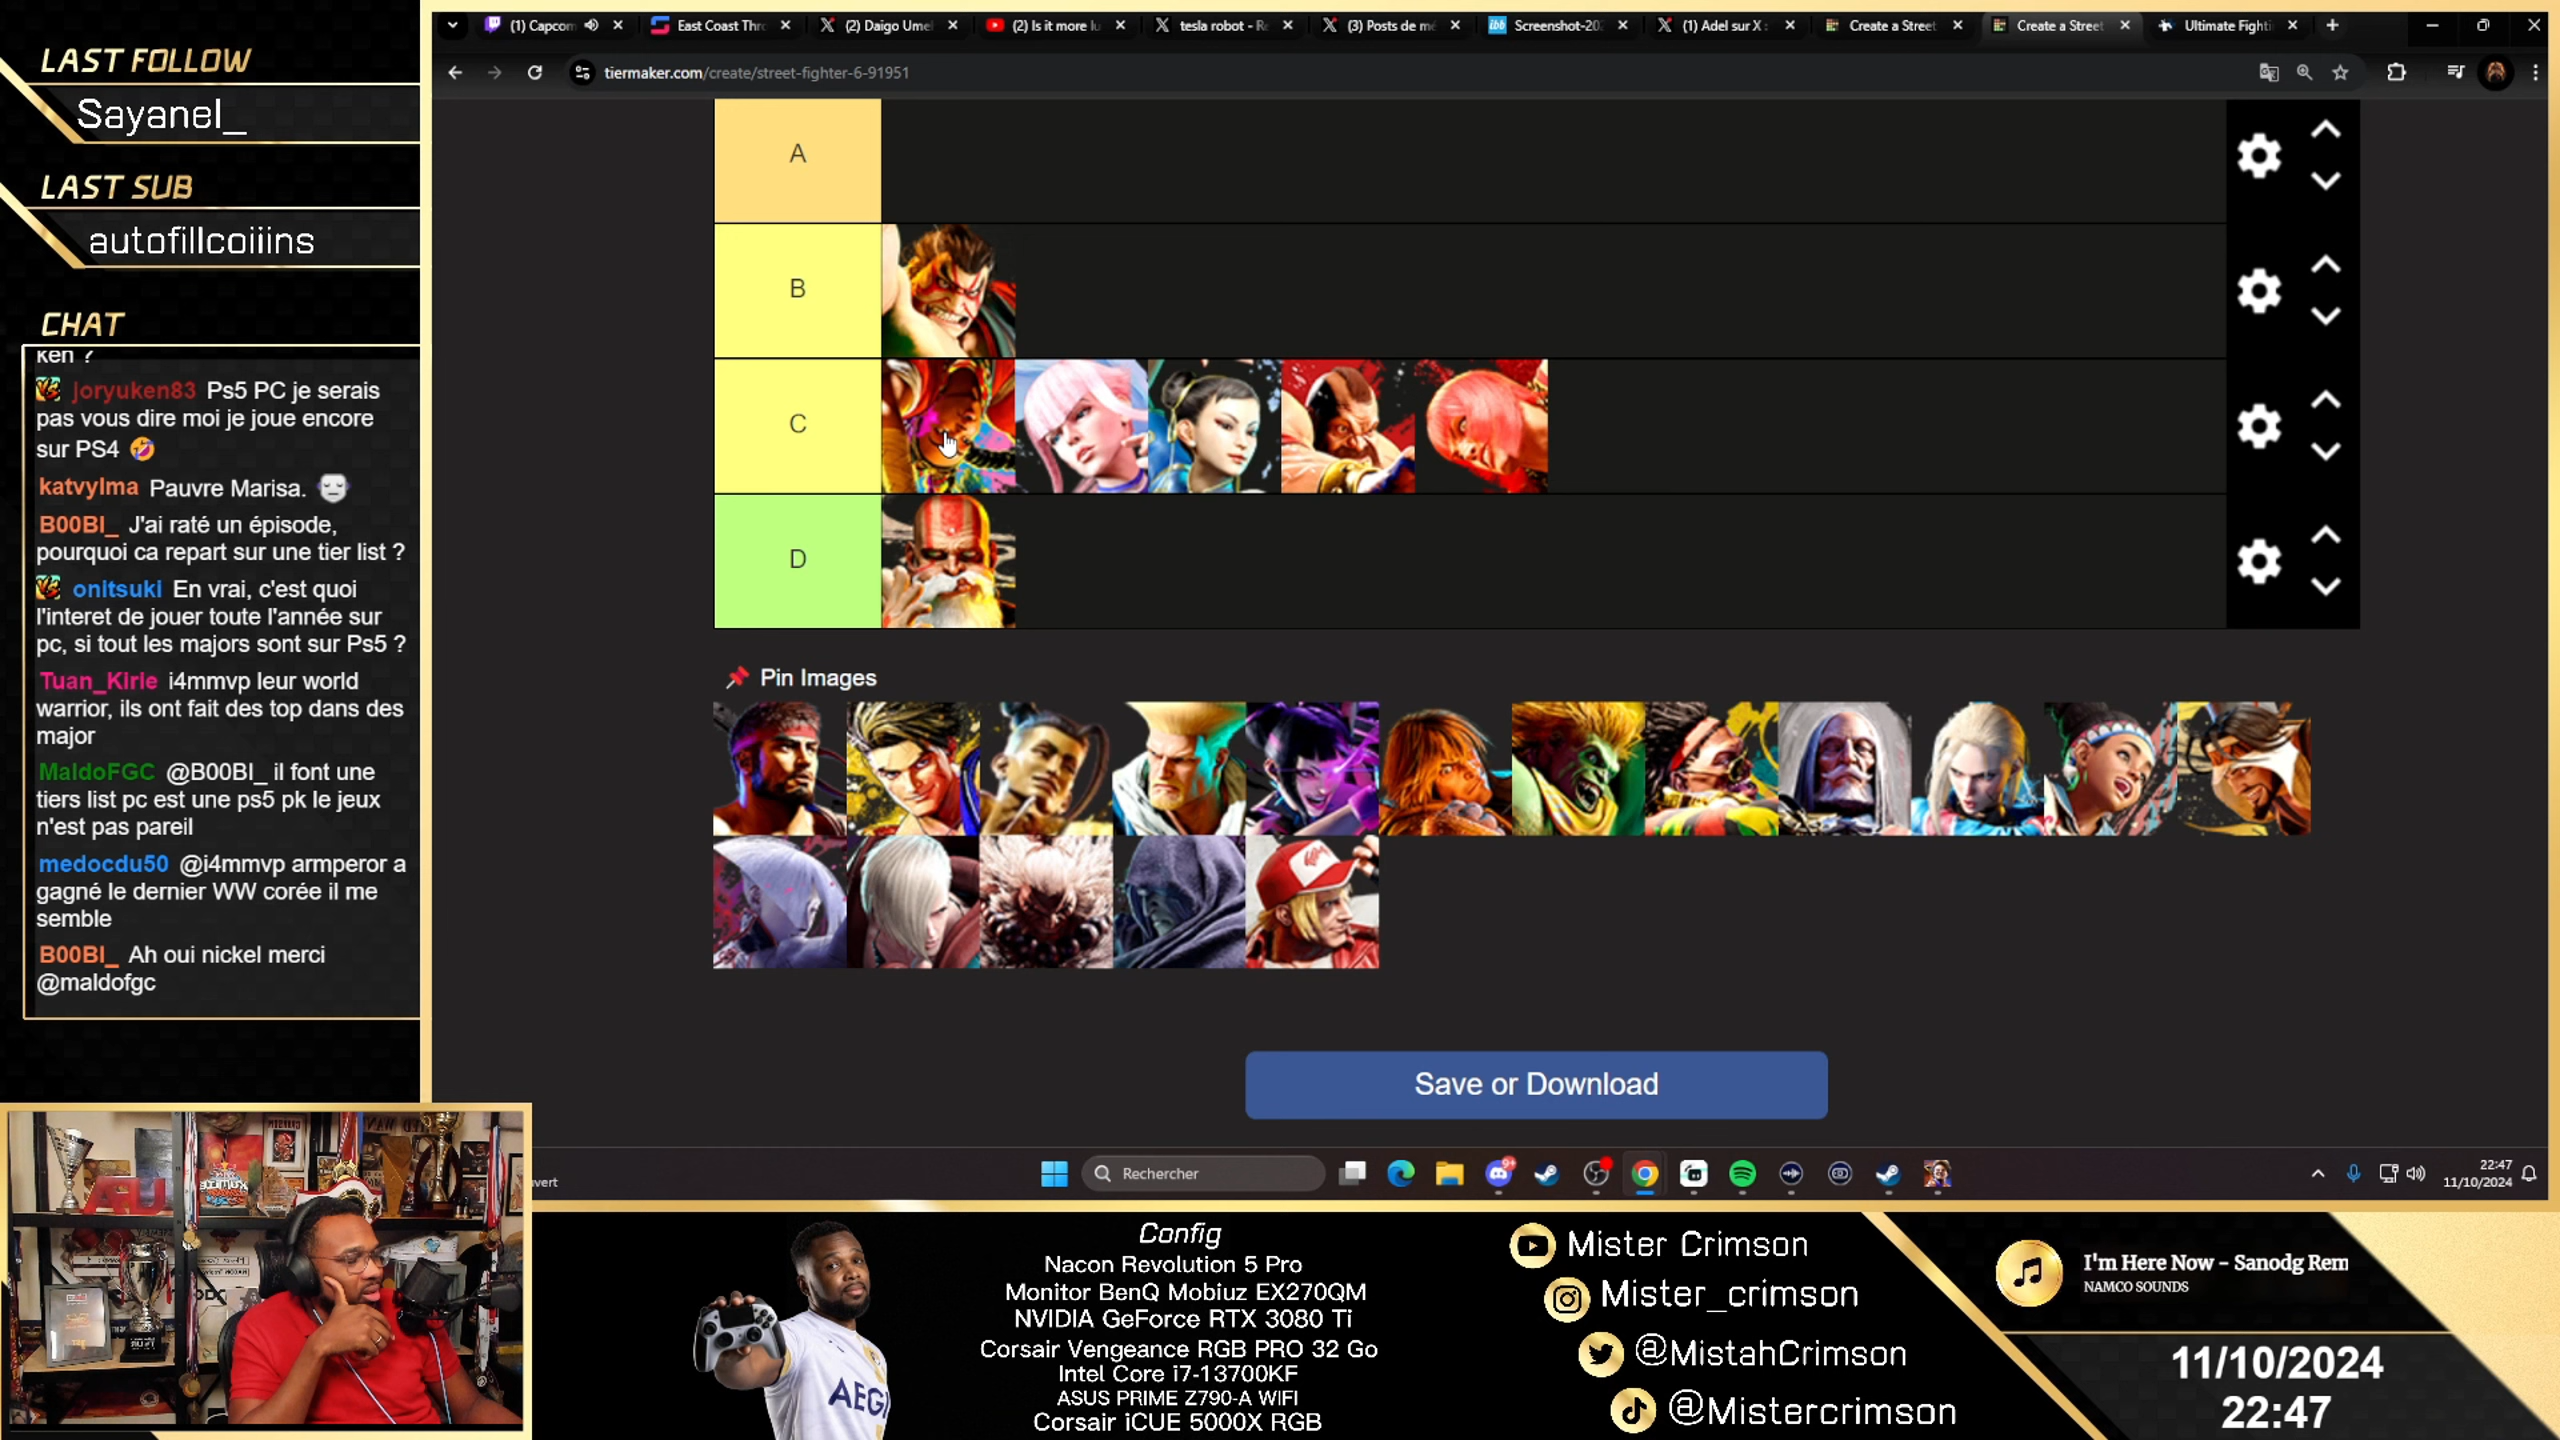 LAST FOLLOW
Sayanel_
LAST SUB
autofillcoiiins
CHAT
ken ?
Joryuken83 Ps5 PC je serais
pas vous dire moi je joue encore
sur PS4
katvylma Pauvre Marisa.
B00BI_ J'ai raté un épisode,
pourquoi ca repart sur une tier list ?
onitsuki En vrai, c'est quoi
l'interet de jouer toute l'année sur
pc, si tout les majors sont sur Ps5 ?
Tuan_Kirle i4mmvp leur world
warrior, ils ont fait des top dans des
major
MaldoFGC @B00BI_ il font une
tiers list pc est une ps5 pk le jeux
n'est pas pareil
medocdu50 @i4mmvp armperor a
gagné le dernier WW corée il me
semble
B00BI_ Ah oui nickel merci
@maldofgc
(1) Capcom
East Coast Thr
(2) Daigo Ume
(2) Is it more lu
tesla robot - Re
(3) Posts de m
Screenshot-20
(1) Adel sur X :
Create a Street
Create a Street
Ultimate Fighti
tiermaker.com/create/street-fighter-6-91951
A
B
C
D
Pin Images
Save or Download
Rechercher
22:47
11/10/2024
Config
Nacon Revolution 5 Pro
Monitor BenQ Mobiuz EX270QM
NVIDIA GeForce RTX 3080 Ti
Corsair Vengeance RGB PRO 32 Go
Intel Core i7-13700KF
ASUS PRIME Z790-A WIFI
Corsair iCUE 5000X RGB
AEGI
Mister Crimson
Mister_crimson
@MistahCrimson
@Mistercrimson
I'm Here Now - Sanodg Rem
NAMCO SOUNDS
11/10/2024
22:47